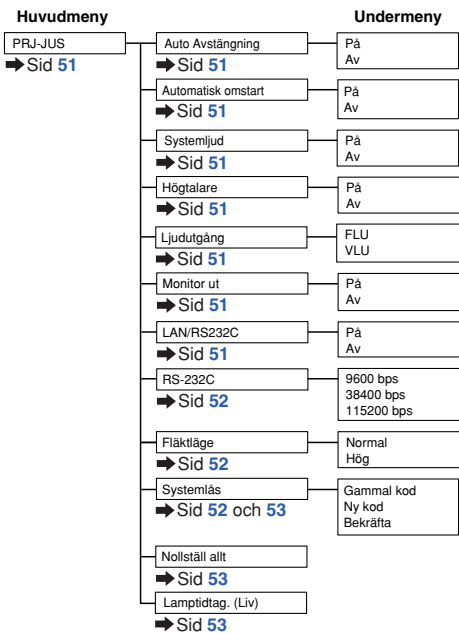 Huvudmeny
Undermeny
PRJ-JUS
➡Sid 51
Auto Avstängning
➡Sid 51
På
Av
Automatisk omstart
➡Sid 51
På
Av
Systemljud
➡Sid 51
På
Av
Högtalare
➡Sid 51
På
Av
Ljudutgång
➡Sid 51
FLU
VLU
Monitor ut
➡Sid 51
På
Av
LAN/RS232C
➡Sid 51
På
Av
RS-232C
➡Sid 52
9600 bps
38400 bps
115200 bps
Fläktläge
➡Sid 52
Normal
Hög
Systemlås
➡Sid 52 och 53
Gammal kod
Ny kod
Bekräfta
Nollställ allt
➡Sid 53
Lamptidtag. (Liv)
➡Sid 53